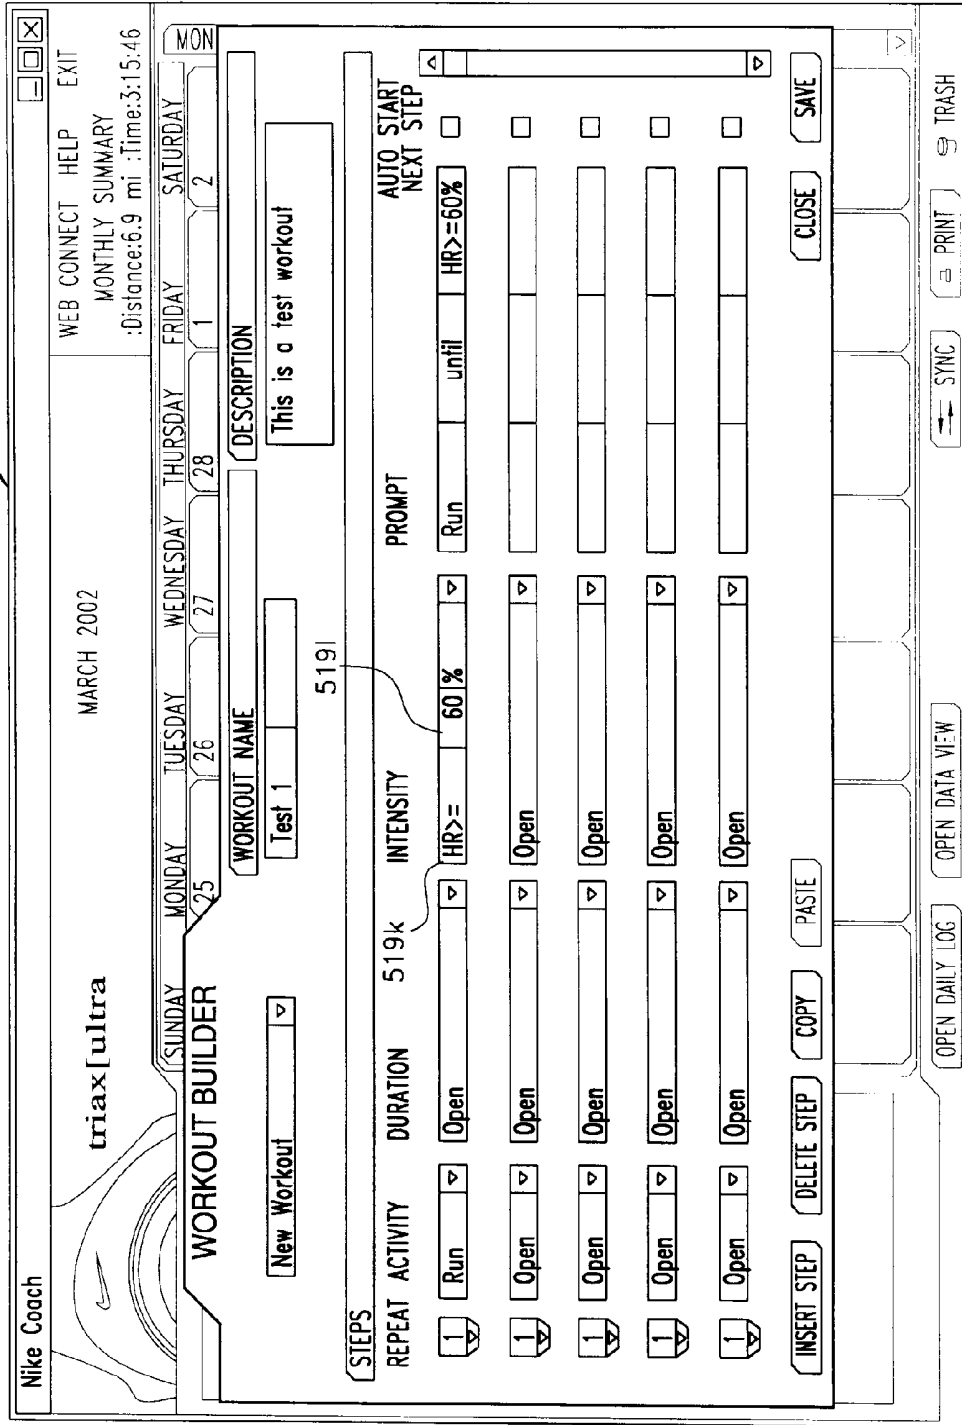 Nike Coach
WEB CONNECT HELP EXIT
triax[ultra
MARCH 2002
MONTHLY SUMMARY
:Distance:6.9 mi :Time:3:15:46
SUNDAY MONDAY TUESDAY WEDNESDAY THURSDAY FRIDAY SATURDAY MON
25 26 27 28 1 2
WORKOUT BUILDER
WORKOUT NAME DESCRIPTION
New Workout Test 1 This is a test workout
519l
STEPS
519k
REPEAT ACTIVITY DURATION INTENSITY PROMPT AUTO START
NEXT STEP
1 Run Open HR>= 60 % Run until HR>=60%
1 Open Open Open
1 Open Open Open
1 Open Open Open
1 Open Open Open
INSERT STEP DELETE STEP COPY PASTE CLOSE SAVE
OPEN DAILY LOG OPEN DATA VIEW SYNC PRINT TRASH